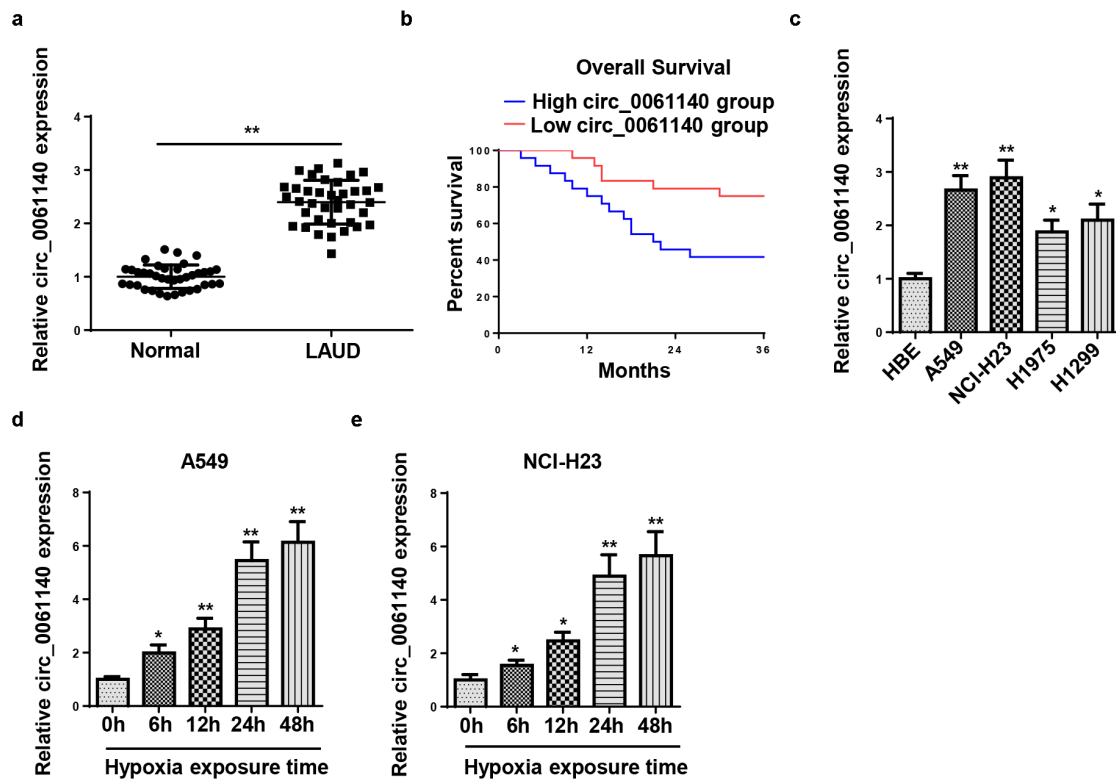 a
Relative circ_0061140 expression
4
3
2
1
0
**
Normal LAUD
b
Overall Survival
High circ_0061140 group
Low circ_0061140 group
Percent survival
100
80
60
40
20
0
0 12 24 36
Months
c
Relative circ_0061140 expression
4
3
2
1
0
** ** * *
HBE A549 NCI-H23 H1975 H1299
d
A549
Relative circ_0061140 expression
8
6
4
2
0
* ** ** **
0h 6h 12h 24h 48h
Hypoxia exposure time
e
NCI-H23
Relative circ_0061140 expression
8
6
4
2
0
* * ** **
0h 6h 12h 24h 48h
Hypoxia exposure time